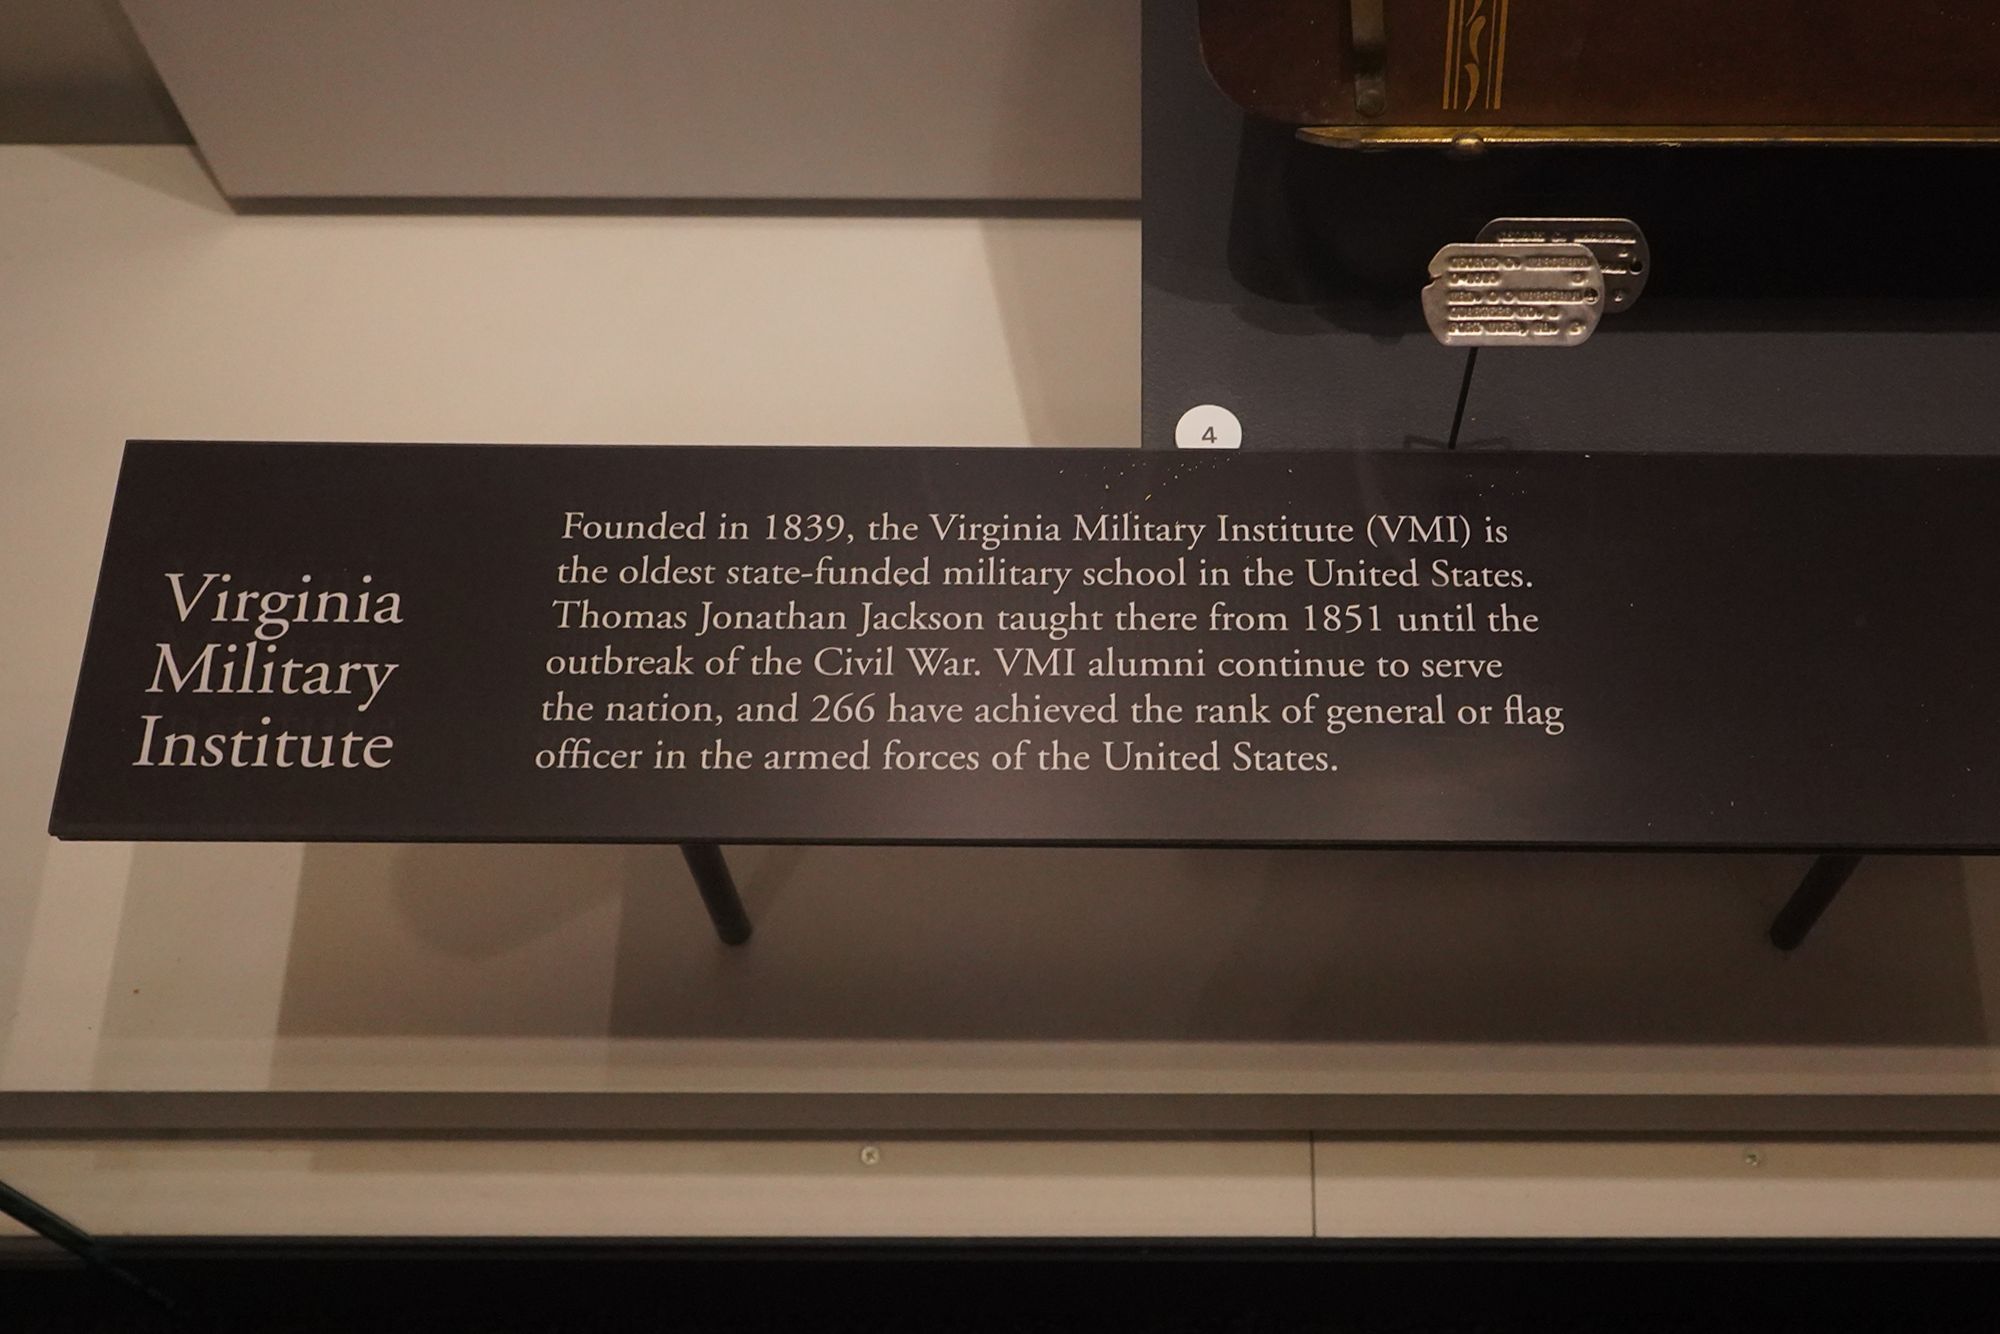 GEORGE C. MARSHALL
4
Virginia
Military
Institute
Founded in 1839, the Virginia Military Institute (VMI) is
the oldest state-funded military school in the United States.
Thomas Jonathan Jackson taught there from 1851 until the
outbreak of the Civil War. VMI alumni continue to serve
the nation, and 266 have achieved the rank of general or flag
officer in the armed forces of the United States.